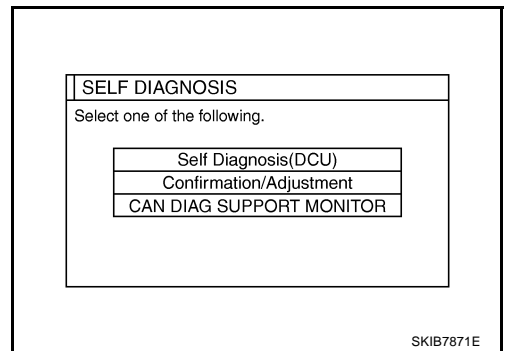 SELF DIAGNOSIS
Select one of the following.
Self Diagnosis(DCU)
Confirmation/Adjustment
CAN DIAG SUPPORT MONITOR
SKIB7871E